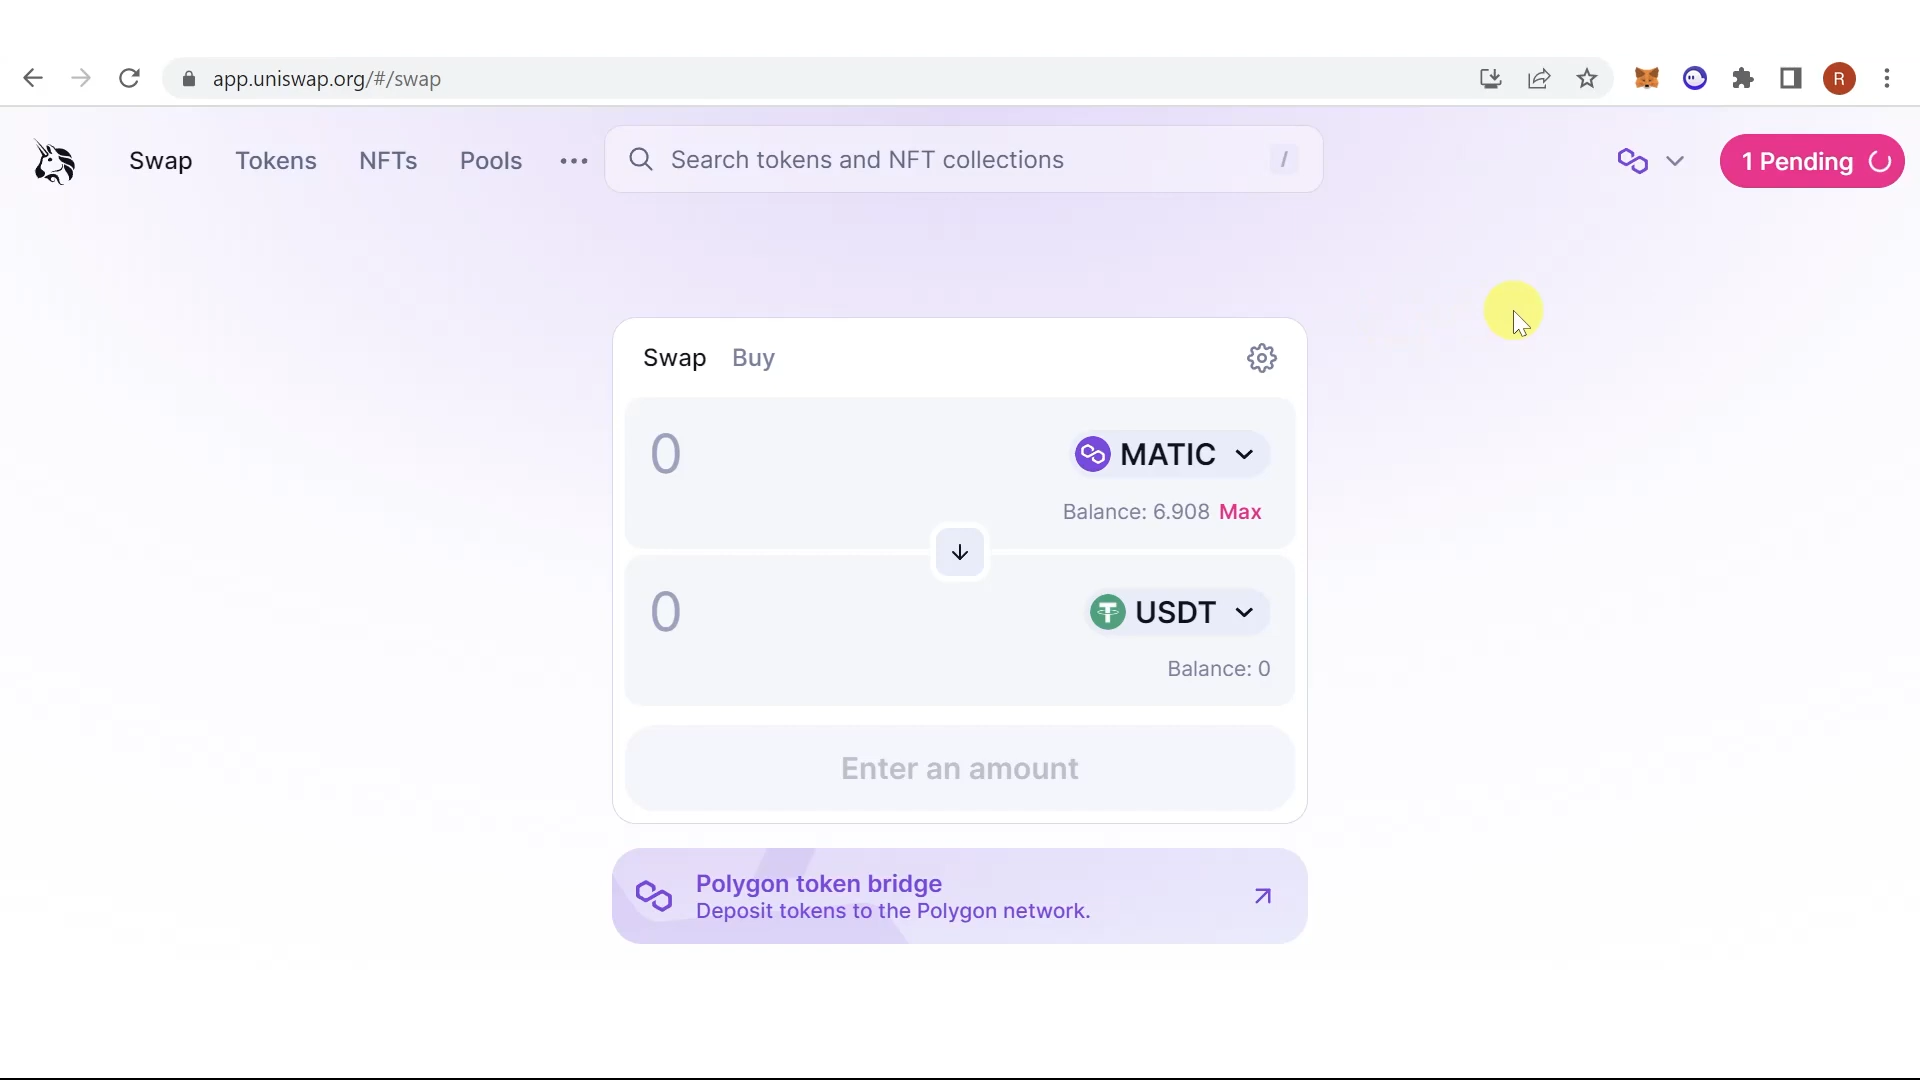 app.uniswap.org/#/swap
R
Swap Tokens NFTs Pools ••• Search tokens and NFT collections / 1 Pending
Swap Buy
0 MATIC
Balance: 6.908 Max
0 USDT
Balance: 0
Enter an amount
Polygon token bridge
Deposit tokens to the Polygon network.